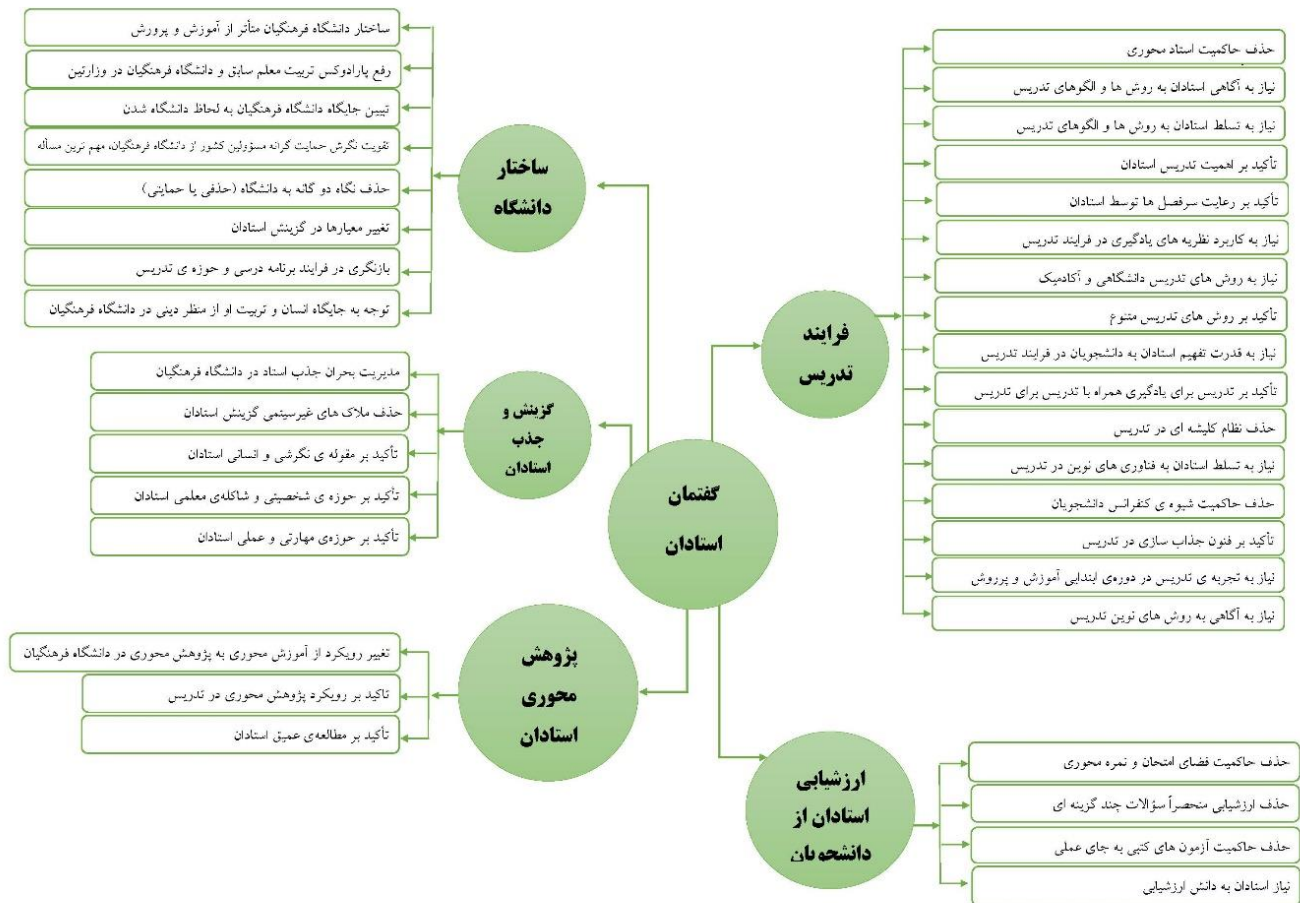 گفتمان
استادان
فرایند
تدریس
حذف حاکمیت استاد محوری
نیاز به آگاهی استادان به روش ها و الگوهای تدریس
نیاز به تسلط استادان به روش ها و الگوهای تدریس
تأکید بر اهمیت تدریس استادان
تأکید بر رعایت سرفصل ها توسط استادان
نیاز به کاربرد نظریه های یادگیری در فرایند تدریس
نیاز به روش های تدریس دانشگاهی و آکادمیک
تأکید بر روش های تدریس متنوع
نیاز به قدرت تفهیم استادان به دانشجویان در فرایند تدریس
تأکید بر تدریس برای یادگیری همراه با تدریس برای تدریس
حذف نظام کلیشه ای در تدریس
نیاز به تسلط استادان به فناوری های نوین در تدریس
حذف حاکمیت شیوه ی کنفرانس دانشجویان
تأکید بر فنون جذاب سازی در تدریس
نیاز به تجربه ی تدریس در دوره‌ی ابتدایی آموزش و پرروش
نیاز به آگاهی به روش های نوین تدریس
ساختار
دانشگاه
ساختار دانشگاه فرهنگیان متأثر از آموزش و پرورش
رفع پارادوکس تربیت معلم سابق و دانشگاه فرهنگیان در وزارتین
تبیین جایگاه دانشگاه فرهنگیان به لحاظ دانشگاه شدن
تقویت نگرش حمایت گرانه مسؤولین کشور از دانشگاه فرهنگیان، مهم ترین مسأله
حذف نگاه دو گانه به دانشگاه (حذفی یا حمایتی)
تغییر معیارها در گزینش استادان
بازنگری در فرایند برنامه درسی و حوزه ی تدریس
توجه به جایگاه انسان و تربیت او از منظر دینی در دانشگاه فرهنگیان
گزینش و
جذب
استادان
مدیریت بحران جذب استاد در دانشگاه فرهنگیان
حذف ملاک های غیرسیتمی گزینش استادان
تأکید بر مقوله ی نگرشی و انسانی استادان
تأکید بر حوزه ی شخصیتی و شاکله‌ی معلمی استادان
تأکید بر حوزه‌ی مهارتی و عملی استادان
پژوهش
محوری
استادان
تغییر رویکرد از آموزش محوری به پژوهش محوری در دانشگاه فرهنگیان
تاکید بر رویکرد پژوهش محوری در تدریس
تأکید بر مطالعه‌ی عمیق استادان
ارزشیابی
استادان از
دانشجویان
حذف حاکمیت فضای امتحان و نمره محوری
حذف ارزشیابی منحصراً سؤالات چند گزینه ای
حذف حاکمیت آزمون های کتبی به جای عملی
نیاز استادان به دانش ارزشیابی